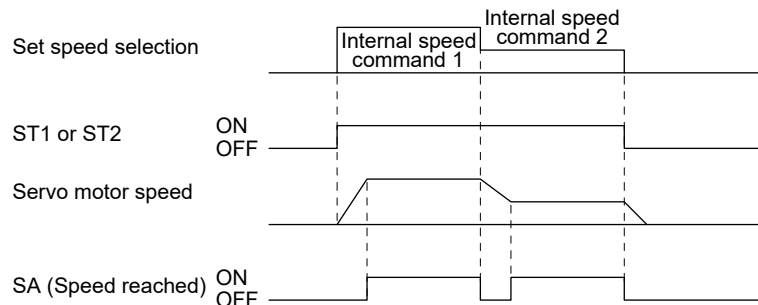 Set speed selection
Internal speed
command 1
Internal speed
command 2
ST1 or ST2
ON
OFF
Servo motor speed
SA (Speed reached)
ON
OFF